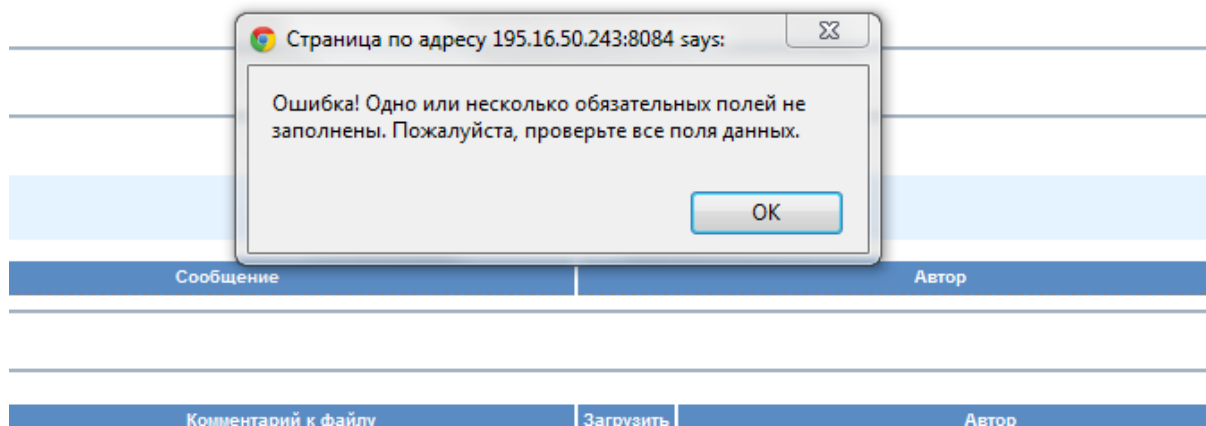 Страница по адресу 195.16.50.243:8084 says:
Ошибка! Одно или несколько обязательных полей не
заполнены. Пожалуйста, проверьте все поля данных.
OK
Сообщение Автор
Комментарий к файлу Загрузить Автор